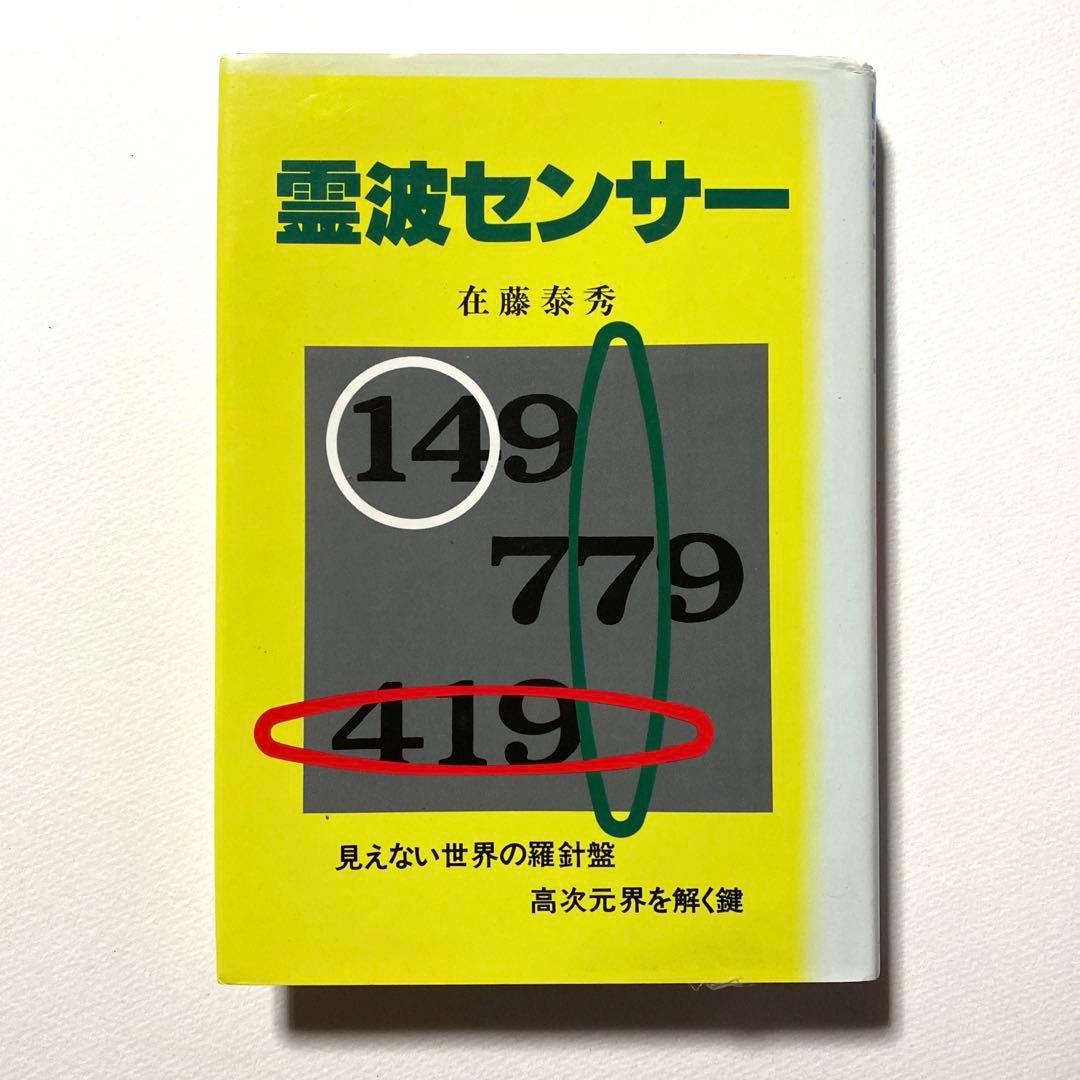 霊波センサー
在藤泰秀
149
779
419
見えない世界の羅針盤
高次元界を解く鍵